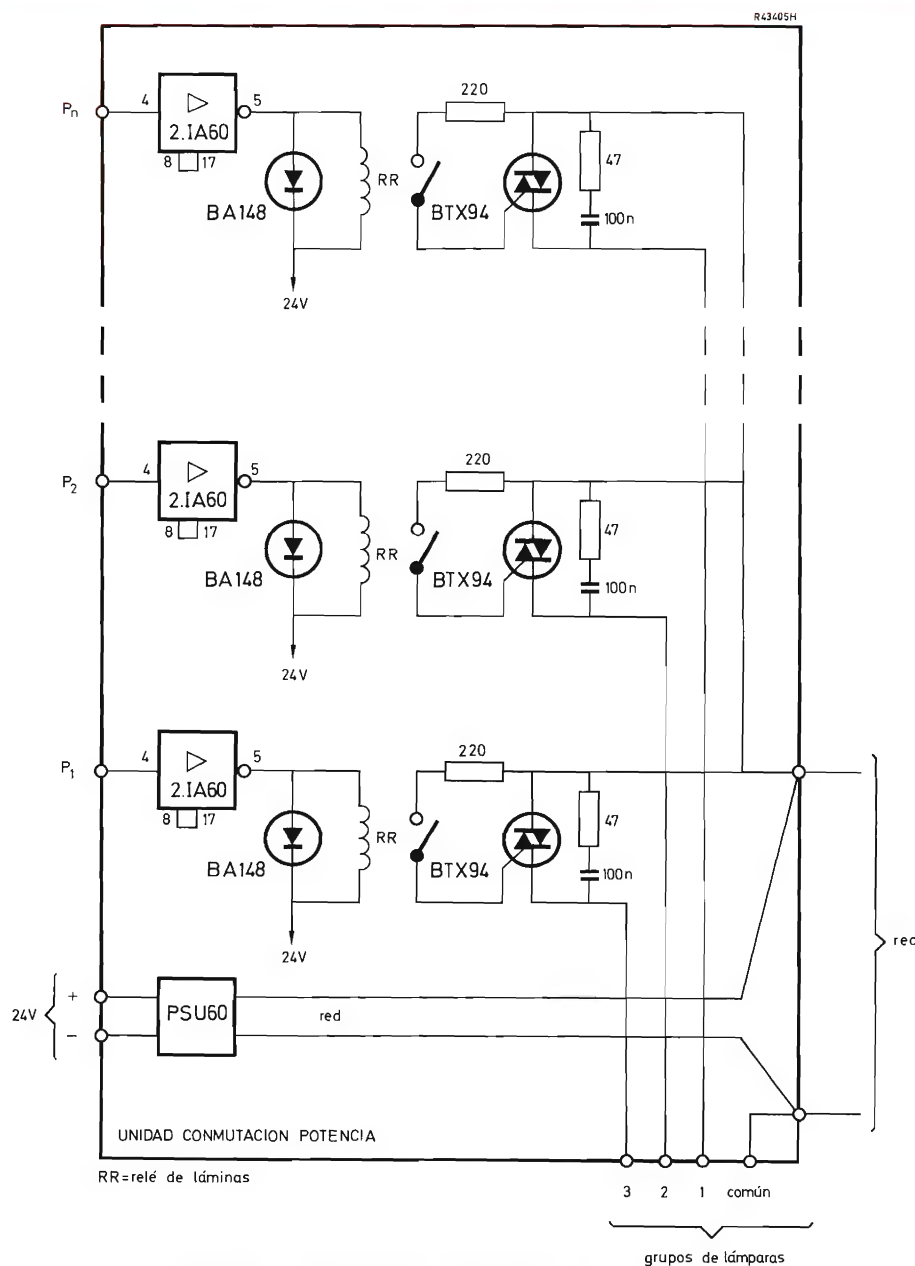 R43405H
Pn
4
2.IA60
5
8
17
BA148
24V
RR
220
BTX94
47
100n
P2
4
2.IA60
5
8
17
BA148
24V
RR
220
BTX94
47
100n
P1
4
2.IA60
5
8
17
BA148
24V
RR
220
BTX94
47
100n
24V
+
−
PSU60
red
red
UNIDAD CONMUTACION POTENCIA
RR=relé de láminas
3 2 1 común
grupos de lámparas